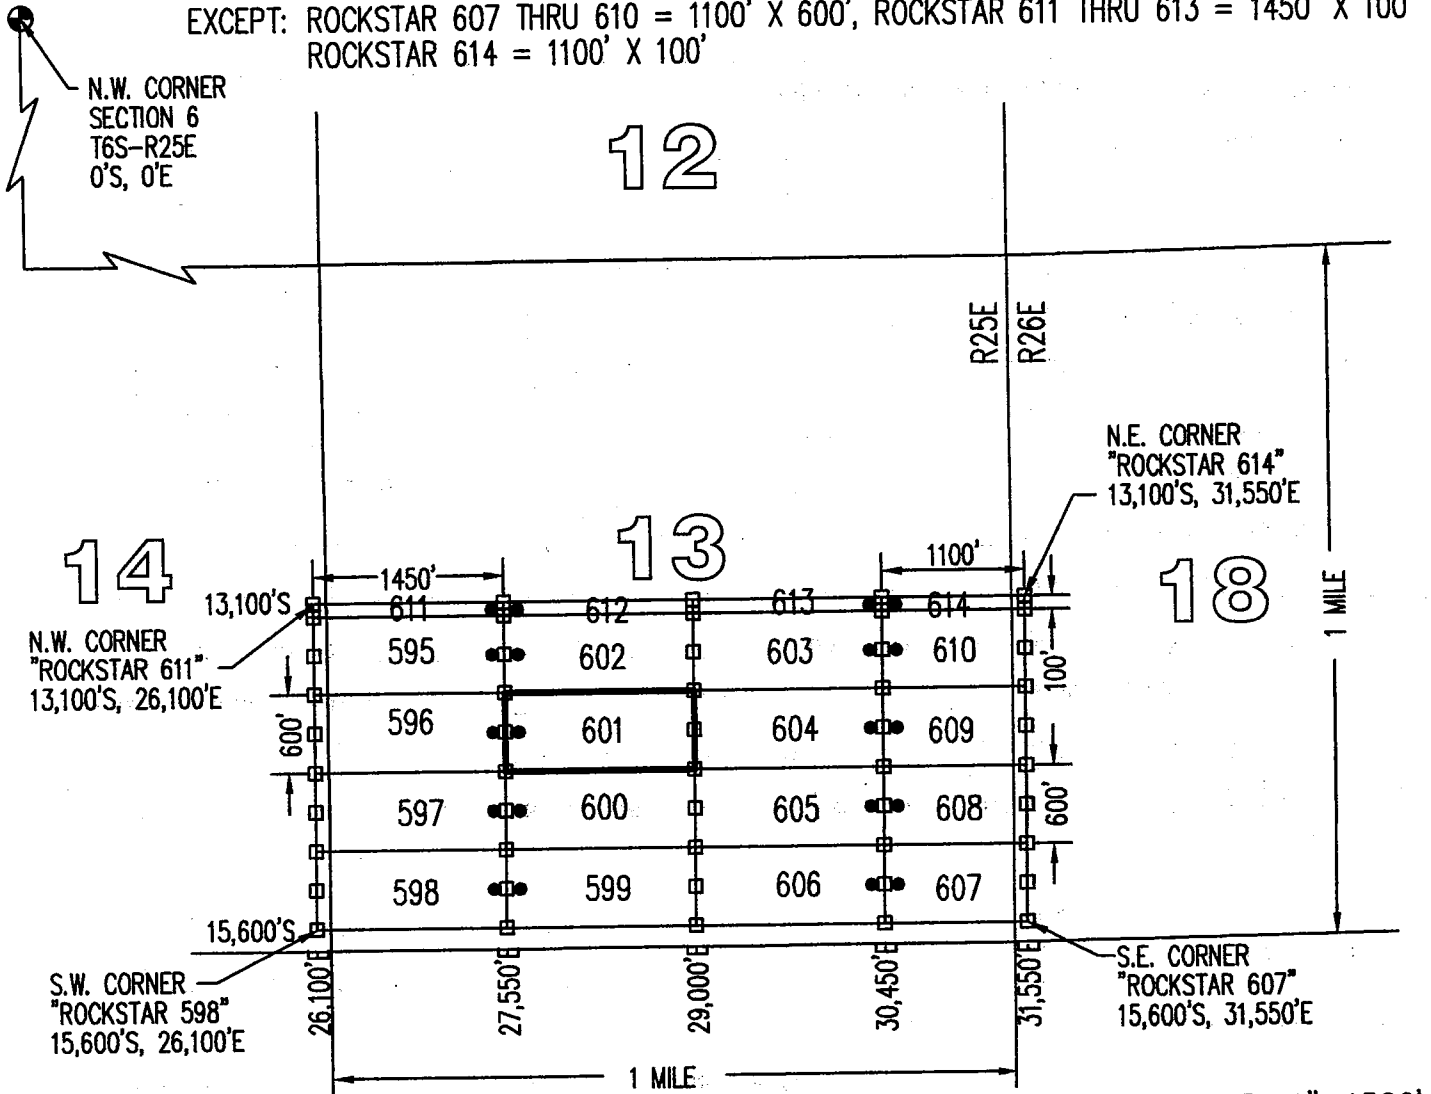 EXCEPT: ROCKSTAR 607 THRU 610 = 1100' X 600', ROCKSTAR 611 THRU 613 = 1450' X 100'
ROCKSTAR 614 = 1100' X 100'
N.W. CORNER
SECTION 6
T6S-R25E
0'S, 0'E
12
R25E
R26E
N.E. CORNER
"ROCKSTAR 614"
13,100'S, 31,550'E
14
13
18
1 MILE
1450'
1100'
13,100'S
611
612
613
614
N.W. CORNER
"ROCKSTAR 611"
13,100'S, 26,100'E
595
602
603
610
100'
600'
596
601
604
609
597
600
605
608
600'
598
599
606
607
15,600'S
S.W. CORNER
"ROCKSTAR 598"
15,600'S, 26,100'E
26,100'E
27,550'E
29,000'E
30,450'E
31,550'E
S.E. CORNER
"ROCKSTAR 607"
15,600'S, 31,550'E
1 MILE